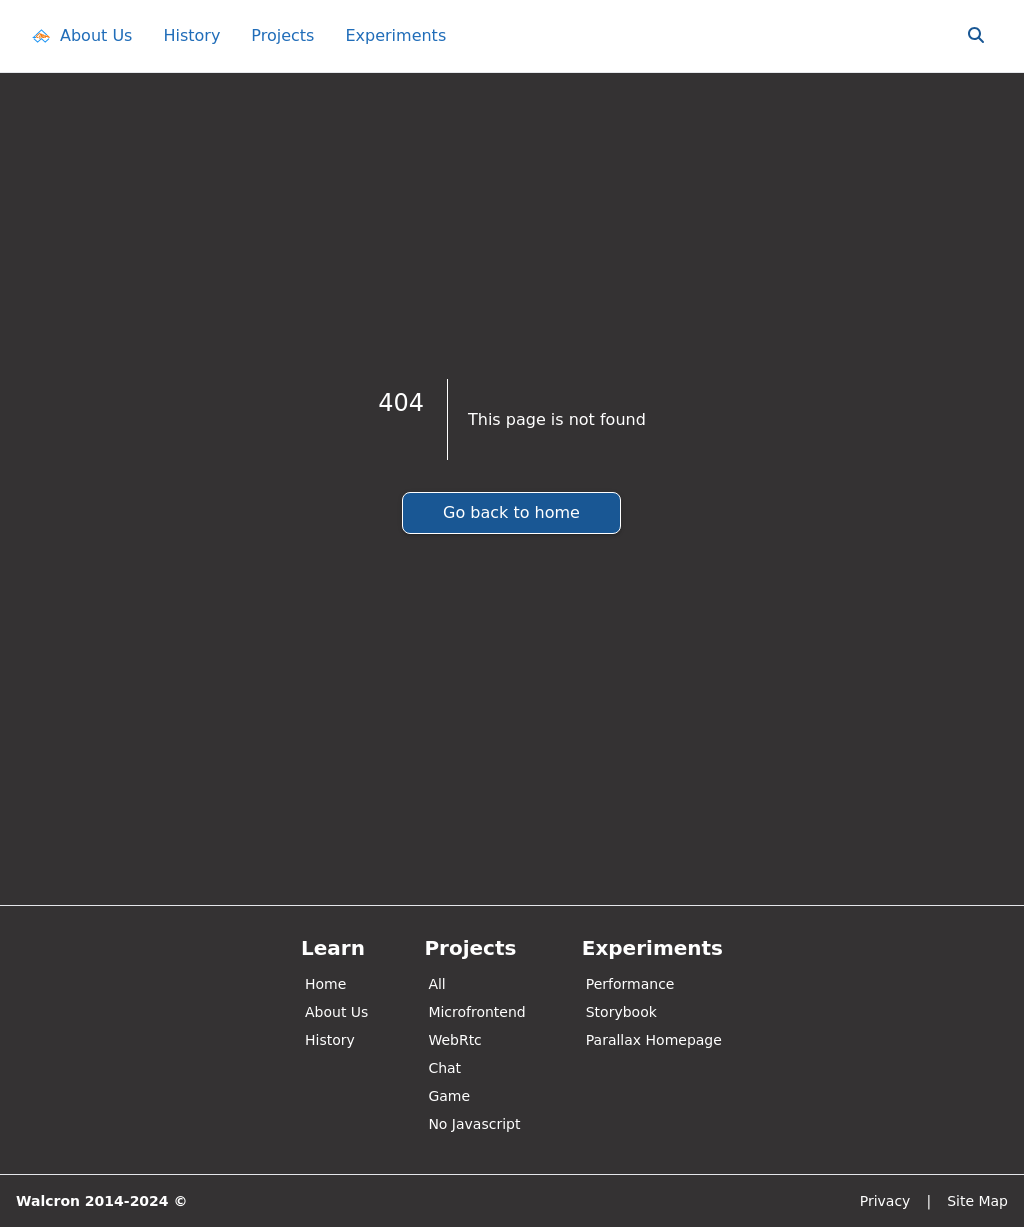 About Us History Projects Experiments
404
This page is not found
Go back to home
Learn
Home
About Us
History
Projects
All
Microfrontend
WebRtc
Chat
Game
No Javascript
Experiments
Performance
Storybook
Parallax Homepage
Walcron 2014-2024 ©
Privacy | Site Map